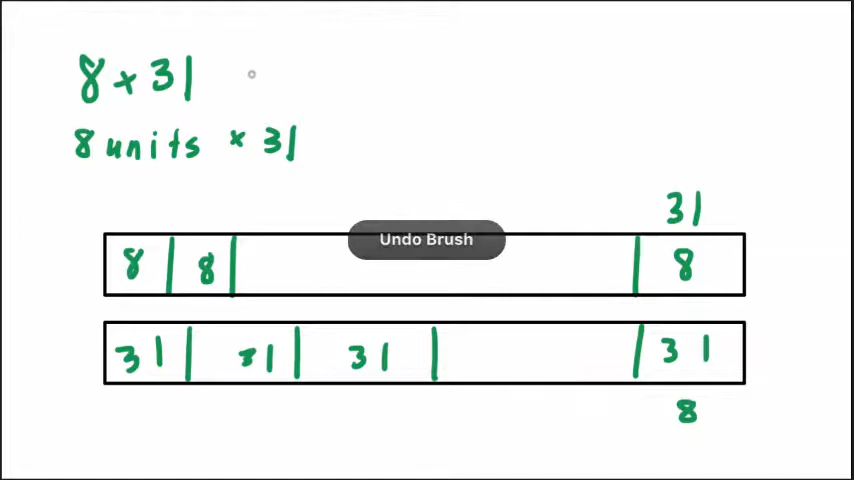 8 × 31
8 units × 31
31
Undo Brush
8 8 8
31 31 31 31
8